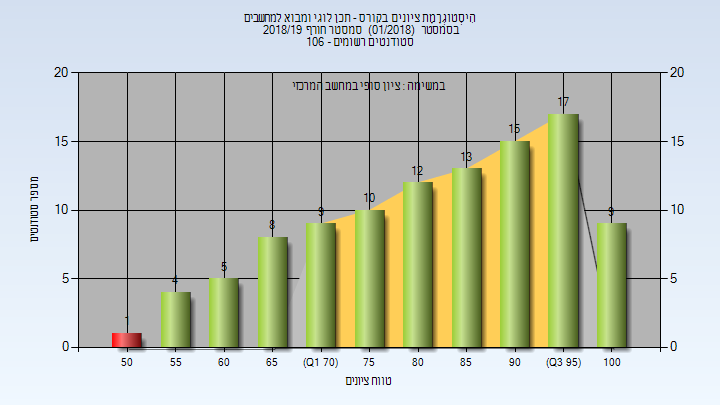 היסטוגרמת ציונים בקורס - תכן לוגי ומבוא למחשבים
בסמסטר (01/2018) סמסטר חורף 2018/19
סטודנטים רשומים - 106
במשימה : ציון סופי במחשב המרכזי
20 20
15 15
10 10
5 5
0 0
מספר סטודנטים
1 4 5 8 9 10 12 13 15 17 9
50 55 60 65 (Q1 70) 75 80 85 90 (Q3 95) 100
טווח ציונים